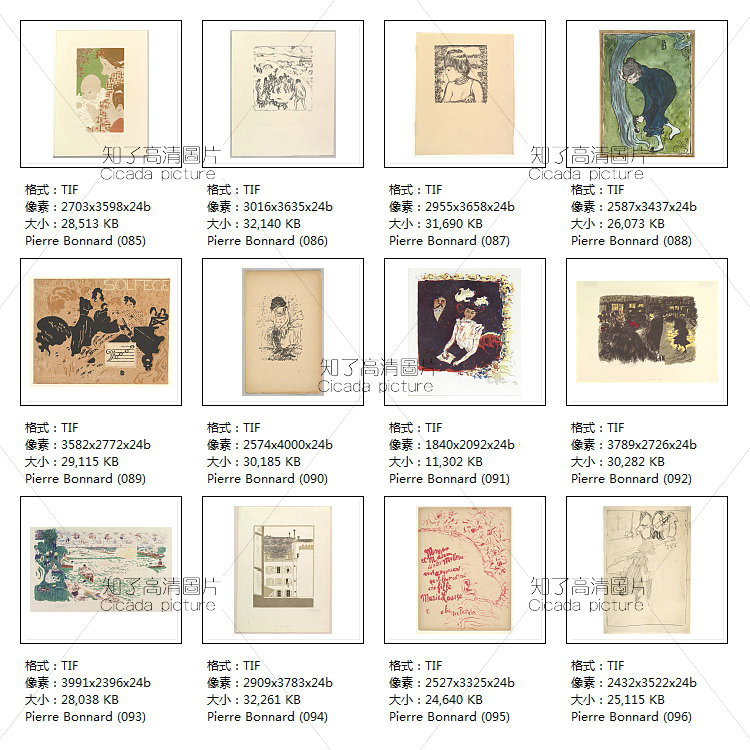 知了高清圖片
Cicada picture
知了高清圖片
Cicada picture
格式：TIF
像素：2703x3598x24b
大小：28,513 KB
Pierre Bonnard (085)
格式：TIF
像素：3016x3635x24b
大小：32,140 KB
Pierre Bonnard (086)
格式：TIF
像素：2955x3658x24b
大小：31,690 KB
Pierre Bonnard (087)
格式：TIF
像素：2587x3437x24b
大小：26,073 KB
Pierre Bonnard (088)
SOLFEGE
知了高清圖片
Cicada picture
格式：TIF
像素：3582x2772x24b
大小：29,115 KB
Pierre Bonnard (089)
格式：TIF
像素：2574x4000x24b
大小：30,185 KB
Pierre Bonnard (090)
格式：TIF
像素：1840x2092x24b
大小：11,302 KB
Pierre Bonnard (091)
格式：TIF
像素：3789x2726x24b
大小：30,282 KB
Pierre Bonnard (092)
Marie Louise
知了高清圖片
Cicada picture
知了高清圖片
Cicada picture
格式：TIF
像素：3991x2396x24b
大小：28,038 KB
Pierre Bonnard (093)
格式：TIF
像素：2909x3783x24b
大小：32,261 KB
Pierre Bonnard (094)
格式：TIF
像素：2527x3325x24b
大小：24,640 KB
Pierre Bonnard (095)
格式：TIF
像素：2432x3522x24b
大小：25,115 KB
Pierre Bonnard (096)